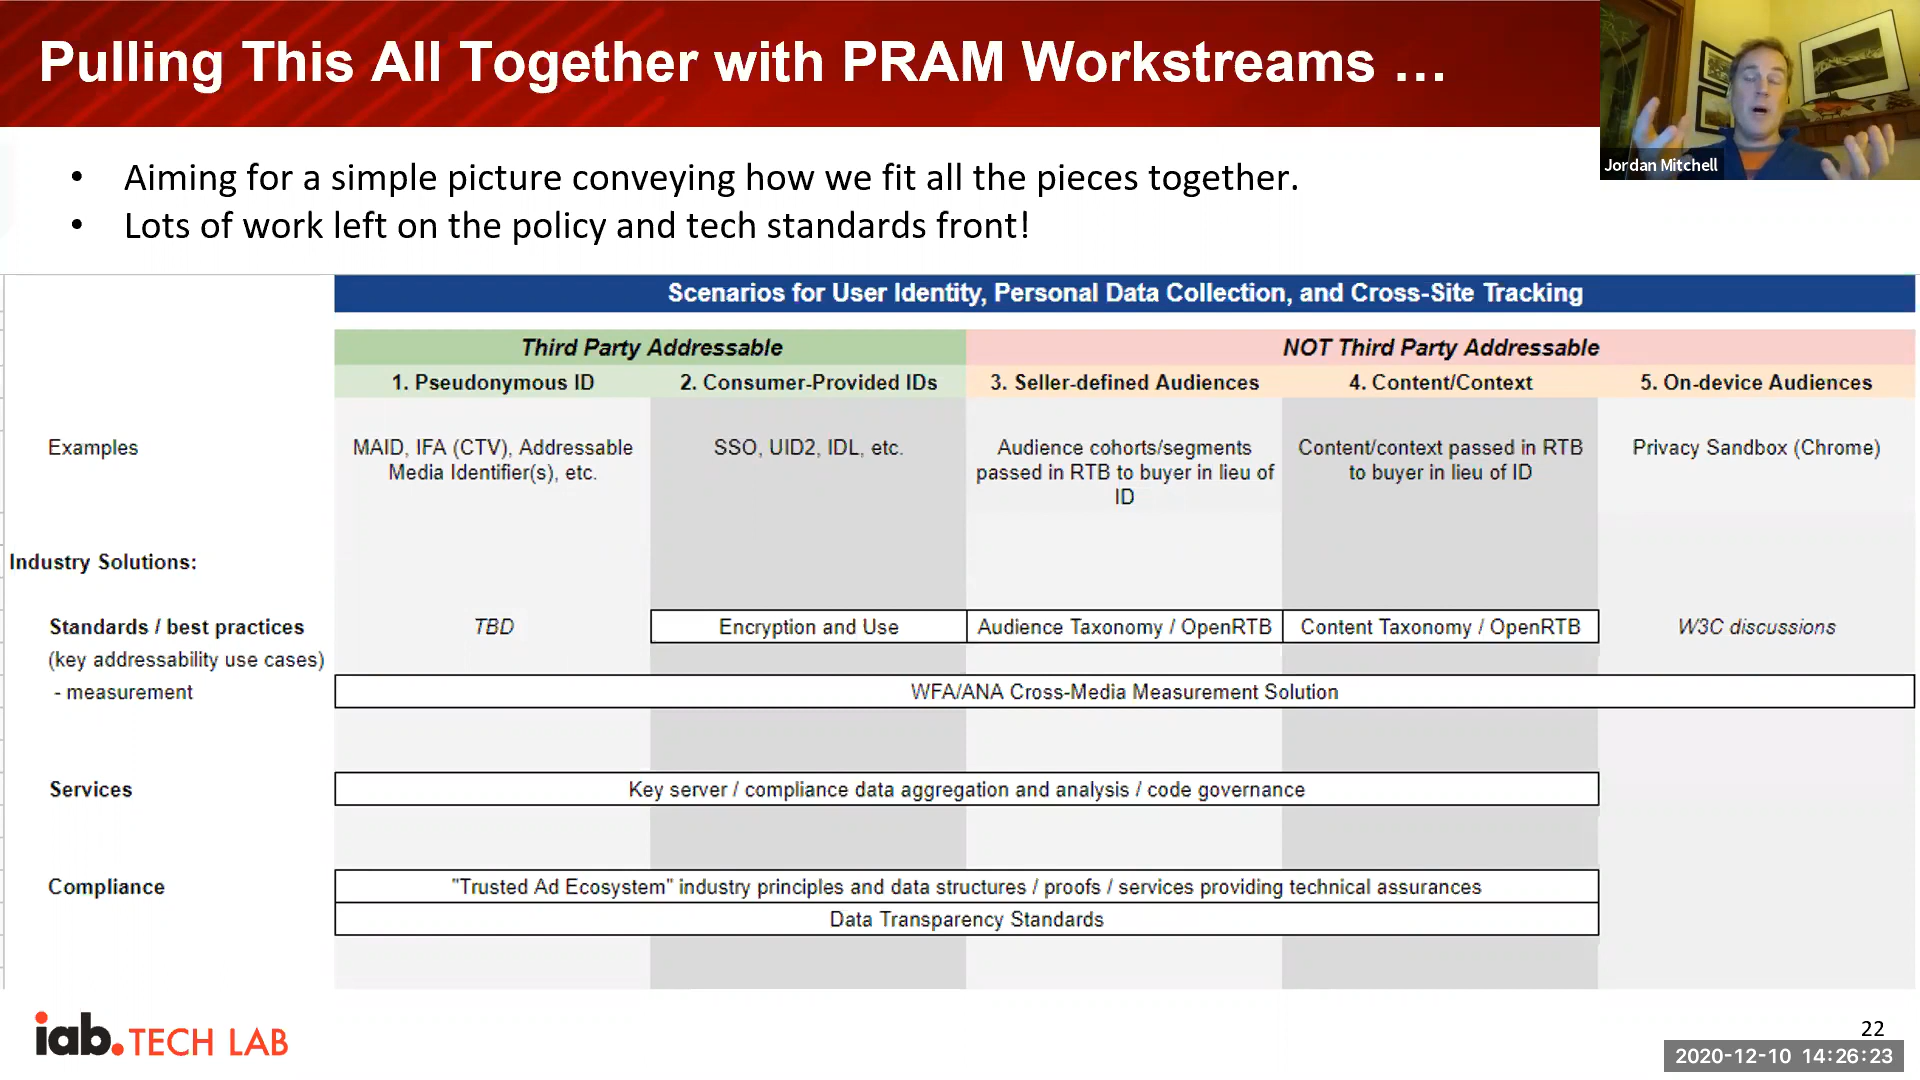 Pulling This All Together with PRAM Workstreams ...
Jordan Mitchell
• Aiming for a simple picture conveying how we fit all the pieces together.
• Lots of work left on the policy and tech standards front!
Scenarios for User Identity, Personal Data Collection, and Cross-Site Tracking
Third Party Addressable NOT Third Party Addressable
1. Pseudonymous ID 2. Consumer-Provided IDs 3. Seller-defined Audiences 4. Content/Context 5. On-device Audiences
Examples MAID, IFA (CTV), Addressable SSO, UID2, IDL, etc. Audience cohorts/segments Content/context passed in RTB Privacy Sandbox (Chrome)
Media Identifier(s), etc. passed in RTB to buyer in lieu of to buyer in lieu of ID
ID
Industry Solutions:
Standards / best practices TBD Encryption and Use Audience Taxonomy / OpenRTB Content Taxonomy / OpenRTB W3C discussions
(key addressability use cases)
- measurement WFA/ANA Cross-Media Measurement Solution
Services Key server / compliance data aggregation and analysis / code governance
Compliance "Trusted Ad Ecosystem" industry principles and data structures / proofs / services providing technical assurances
Data Transparency Standards
iab. TECH LAB
22
2020-12-10 14:26:23